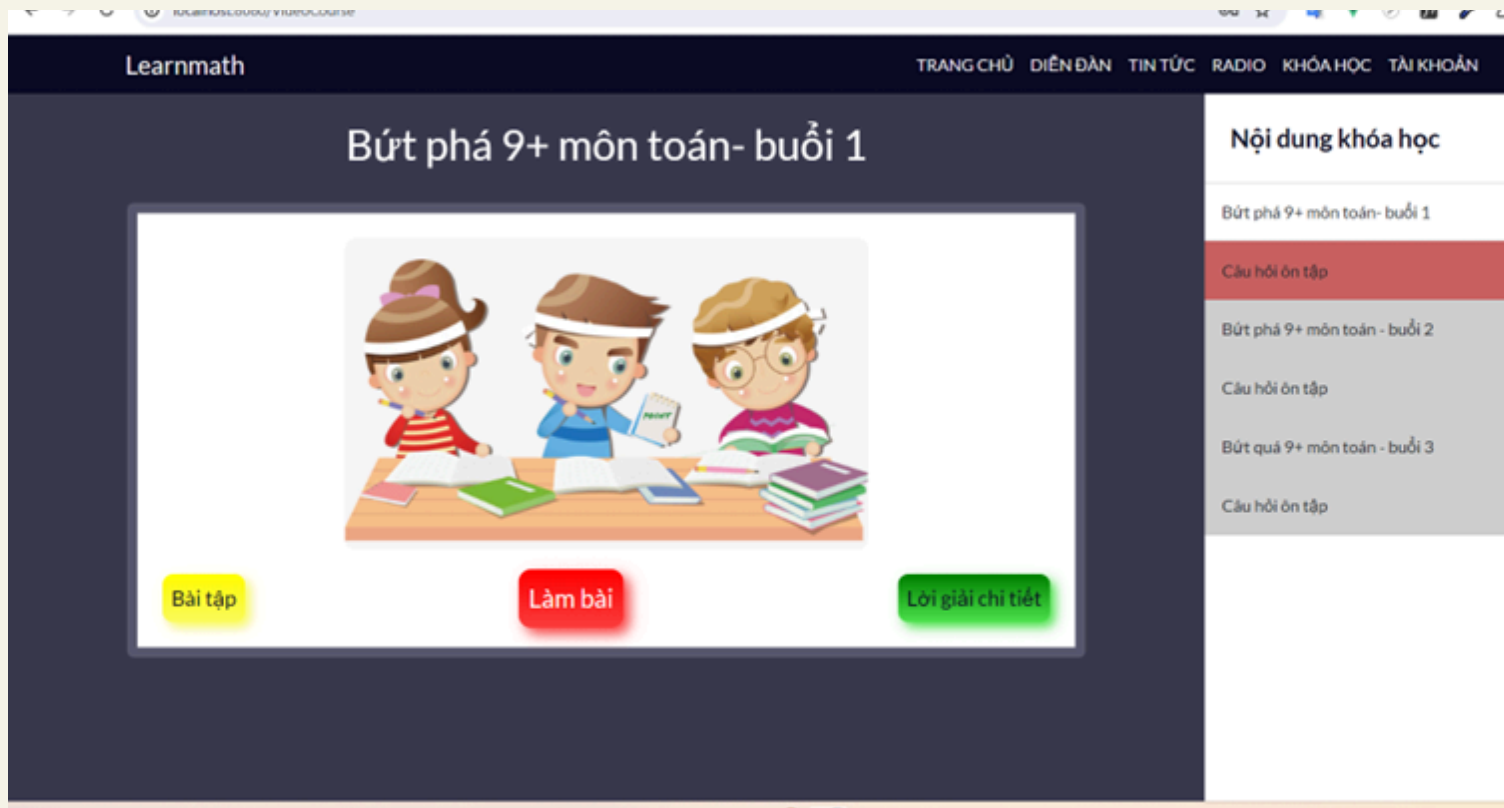 localhost:8080/VideoCourse
Learnmath
TRANG CHỦ DIỄN ĐÀN TIN TỨC RADIO KHÓA HỌC TÀI KHOẢN
Bứt phá 9+ môn toán- buổi 1
Bài tập
Làm bài
Lời giải chi tiết
Nội dung khóa học
Bứt phá 9+ môn toán- buổi 1
Câu hỏi ôn tập
Bứt phá 9+ môn toán - buổi 2
Câu hỏi ôn tập
Bứt quá 9+ môn toán - buổi 3
Câu hỏi ôn tập